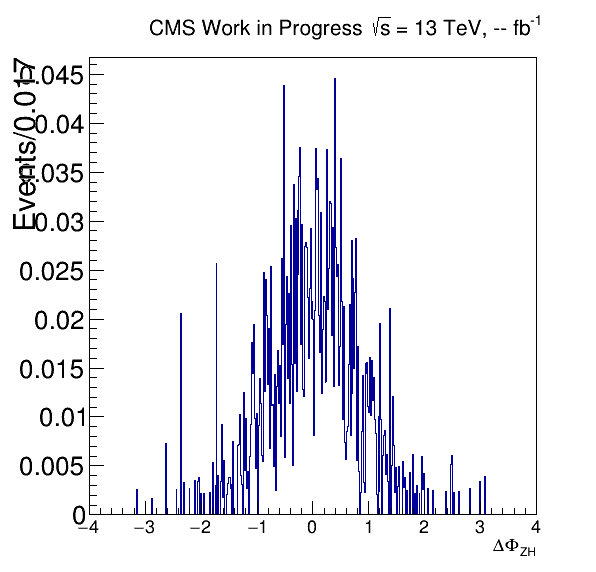 CMS Work in Progress √s = 13 TeV, -- fb⁻¹
Events/0.017
0.045
0.04
0.035
0.03
0.025
0.02
0.015
0.01
0.005
0
−4 −3 −2 −1 0 1 2 3 4
ΔΦZH